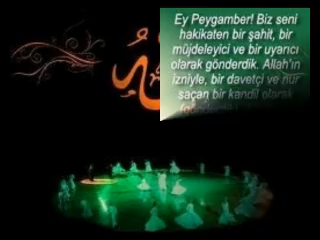 Ey Peygamber! Biz seni
hakikaten bir şahit, bir
müjdeleyici ve bir uyarıcı
olarak gönderdik. Allah'ın
izniyle, bir davetçi ve nur
saçan bir kandil olarak